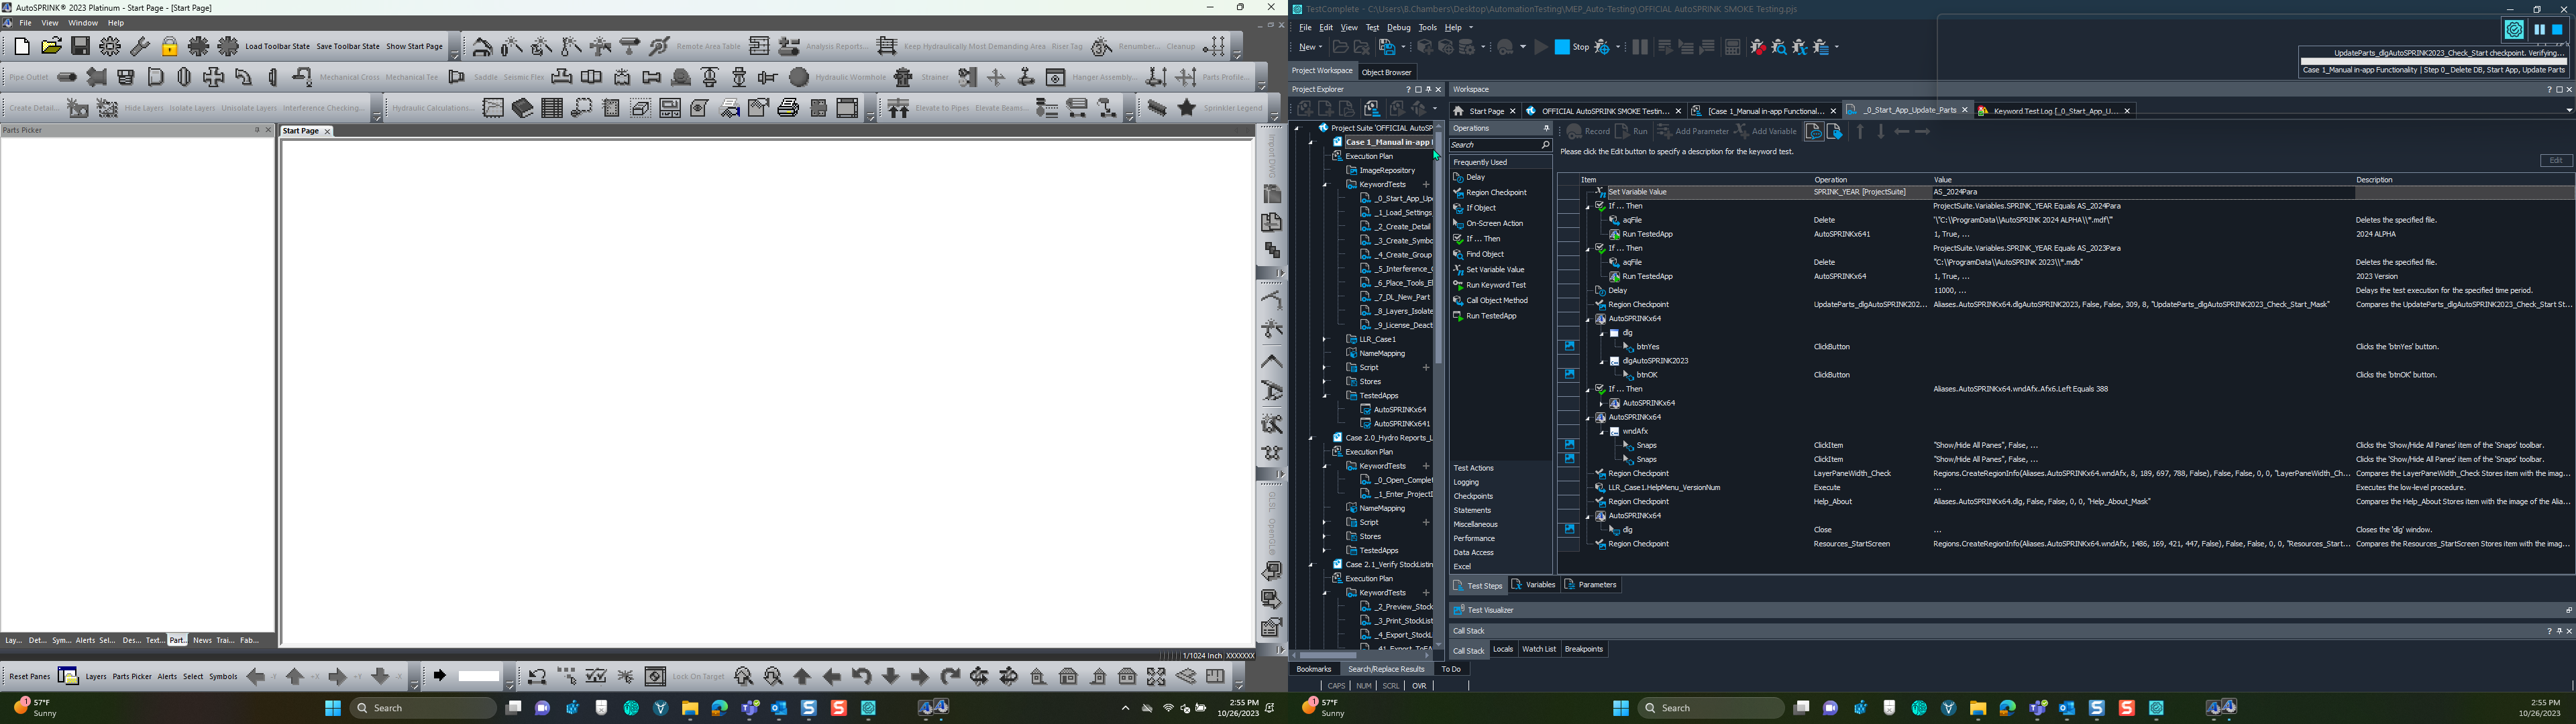 AutoSPRINK® 2023 Platinum - Start Page - [Start Page]
File View Window Help
Load Toolbar State Save Toolbar State Show Start Page Remote Area Table Analysis Reports... Keep Hydraulically Most Demanding Area Riser Tag Renumber... Cleanup
Pipe Outlet Mechanical Cross Mechanical Tee Saddle Seismic Flex Hydraulic Wormhole Strainer Hanger Assembly... Parts Profile...
Create Detail... Hide Layers Isolate Layers Unisolate Layers Interference Checking... Hydraulic Calculations... Elevate to Pipes Elevate Beams... Sprinkler Legend
Parts Picker
Start Page
Import DWG
GLSL OpenGL
Lay... Det... Sym... Alerts Sel... Des... Text... Part... News Trai... Fab...
1/1024 Inch XXXXXXX
Reset Panes Layers Parts Picker Alerts Select Symbols -Y +X +Y -X Lock On Target
57°F
Sunny
Search
2:55 PM
10/26/2023
TestComplete - C:\Users\B.Chambers\Desktop\AutomationTesting\MEP_Auto-Testing\OFFICIAL AutoSPRINK SMOKE Testing.pjs
File Edit View Test Debug Tools Help
New Stop
UpdateParts_dlgAutoSPRINK2023_Check_Start checkpoint. Verifying...
Case 1_Manual in-app Functionality | Step 0_ Delete DB, Start App, Update Parts
Project Workspace Object Browser
Project Explorer
Project Suite 'OFFICIAL AutoSP
Case 1_Manual in-app
Execution Plan
ImageRepository
KeywordTests
_0_Start_App_Up
_1_Load_Settings
_2_Create_Detail
_3_Create_Symbo
_4_Create_Group
_5_Interference_
_6_Place_Tools_E
_7_DL_New_Part
_8_Layers_Isolate
_9_License_Deact
LLR_Case1
NameMapping
Script
Stores
TestedApps
AutoSPRINKx64
AutoSPRINKx641
Case 2.0_Hydro Reports_L
Execution Plan
KeywordTests
_0_Open_Complet
_1_Enter_ProjectI
NameMapping
Script
Stores
TestedApps
Case 2.1_Verify StockListin
Execution Plan
KeywordTests
_2_Preview_Stock
_3_Print_StockList
_4_Export_StockL
Bookmarks Search/Replace Results To Do
CAPS NUM SCRL OVR
Workspace
Start Page OFFICIAL AutoSPRINK SMOKE Testin... [Case 1_Manual in-app Functional... _0_Start_App_Update_Parts Keyword Test Log [_0_Start_App_U...
Operations
Search
Frequently Used
Delay
Region Checkpoint
If Object
On-Screen Action
If ... Then
Find Object
Set Variable Value
Run Keyword Test
Call Object Method
Run TestedApp
Test Actions
Logging
Checkpoints
Statements
Miscellaneous
Performance
Data Access
Excel
Record Run Add Parameter Add Variable
Please click the Edit button to specify a description for the keyword test.
Edit
Item Operation Value Description
Set Variable Value SPRINK_YEAR [ProjectSuite] AS_2024Para
If ... Then ProjectSuite.Variables.SPRINK_YEAR Equals AS_2024Para
aqFile Delete "\"C:\\ProgramData\\AutoSPRINK 2024 ALPHA\\*.mdf\"" Deletes the specified file.
Run TestedApp AutoSPRINKx641 1, True, ... 2024 ALPHA
If ... Then ProjectSuite.Variables.SPRINK_YEAR Equals AS_2023Para
aqFile Delete "C:\\ProgramData\\AutoSPRINK 2023\\*.mdb" Deletes the specified file.
Run TestedApp AutoSPRINKx64 1, True, ... 2023 Version
Delay 11000, ... Delays the test execution for the specified time period.
Region Checkpoint UpdateParts_dlgAutoSPRINK202... Aliases.AutoSPRINKx64.dlgAutoSPRINK2023, False, False, 309, 8, "UpdateParts_dlgAutoSPRINK2023_Check_Start_Mask" Compares the UpdateParts_dlgAutoSPRINK2023_Check_Start St...
AutoSPRINKx64
dlg
btnYes ClickButton Clicks the 'btnYes' button.
dlgAutoSPRINK2023
btnOK ClickButton Clicks the 'btnOK' button.
If ... Then Aliases.AutoSPRINKx64.wndAfx.Afx6.Left Equals 388
AutoSPRINKx64
AutoSPRINKx64
wndAfx
Snaps ClickItem "Show/Hide All Panes", False, ... Clicks the 'Show/Hide All Panes' item of the 'Snaps' toolbar.
Snaps ClickItem "Show/Hide All Panes", False, ... Clicks the 'Show/Hide All Panes' item of the 'Snaps' toolbar.
Region Checkpoint LayerPaneWidth_Check Regions.CreateRegionInfo(Aliases.AutoSPRINKx64.wndAfx, 8, 189, 697, 788, False), False, False, 0, 0, "LayerPaneWidth_Ch... Compares the LayerPaneWidth_Check Stores item with the imag...
LLR_Case1.HelpMenu_VersionNum Execute ... Executes the low-level procedure.
Region Checkpoint Help_About Aliases.AutoSPRINKx64.dlg, False, False, 0, 0, "Help_About_Mask" Compares the Help_About Stores item with the image of the Alia...
AutoSPRINKx64
dlg Close ... Closes the 'dlg' window.
Region Checkpoint Resources_StartScreen Regions.CreateRegionInfo(Aliases.AutoSPRINKx64.wndAfx, 1486, 169, 421, 447, False), False, False, 0, 0, "Resources_Start... Compares the Resources_StartScreen Stores item with the imag...
Test Steps Variables Parameters
Test Visualizer
Call Stack
Call Stack Locals Watch List Breakpoints
57°F
Sunny
Search
2:55 PM
10/26/2023